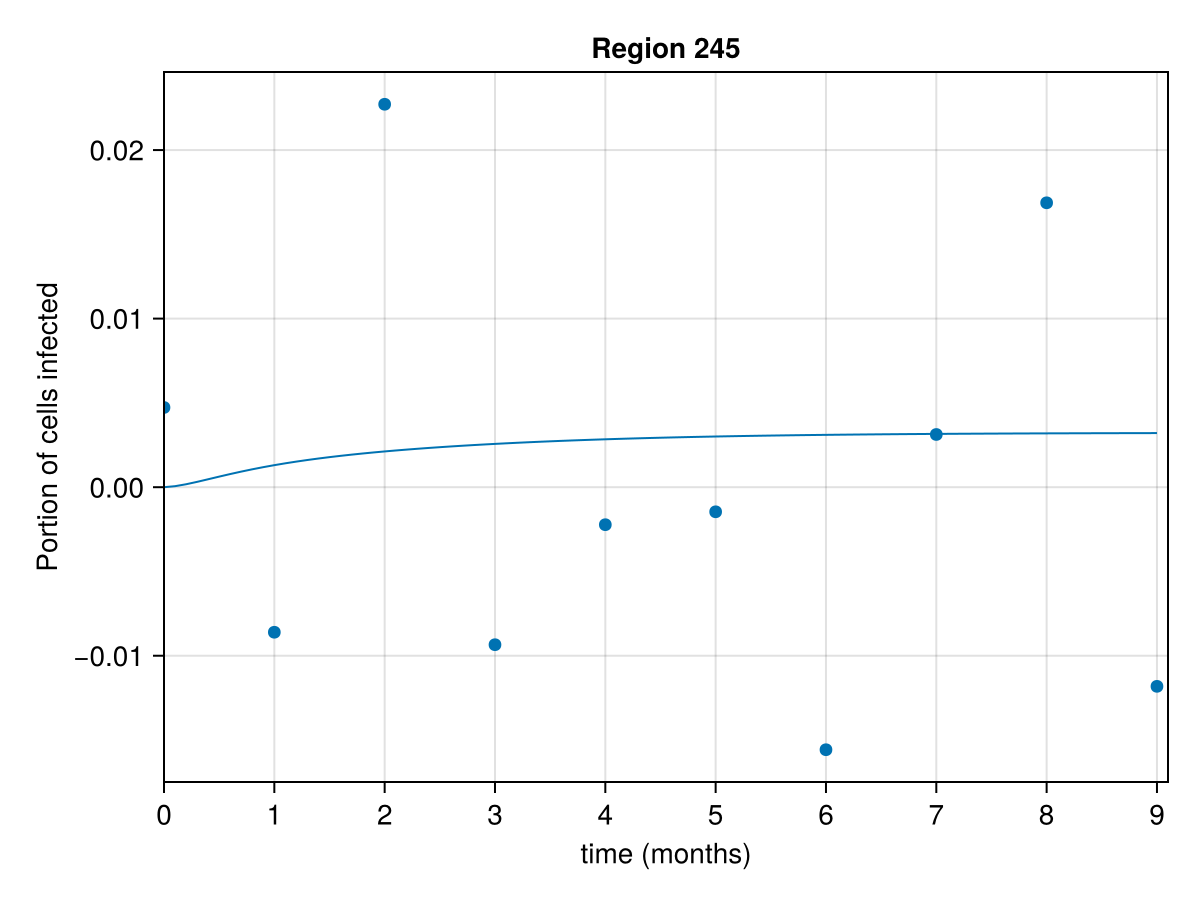 Region 245
Portion of cells infected
0.02
0.01
0.00
−0.01
0 1 2 3 4 5 6 7 8 9
time (months)